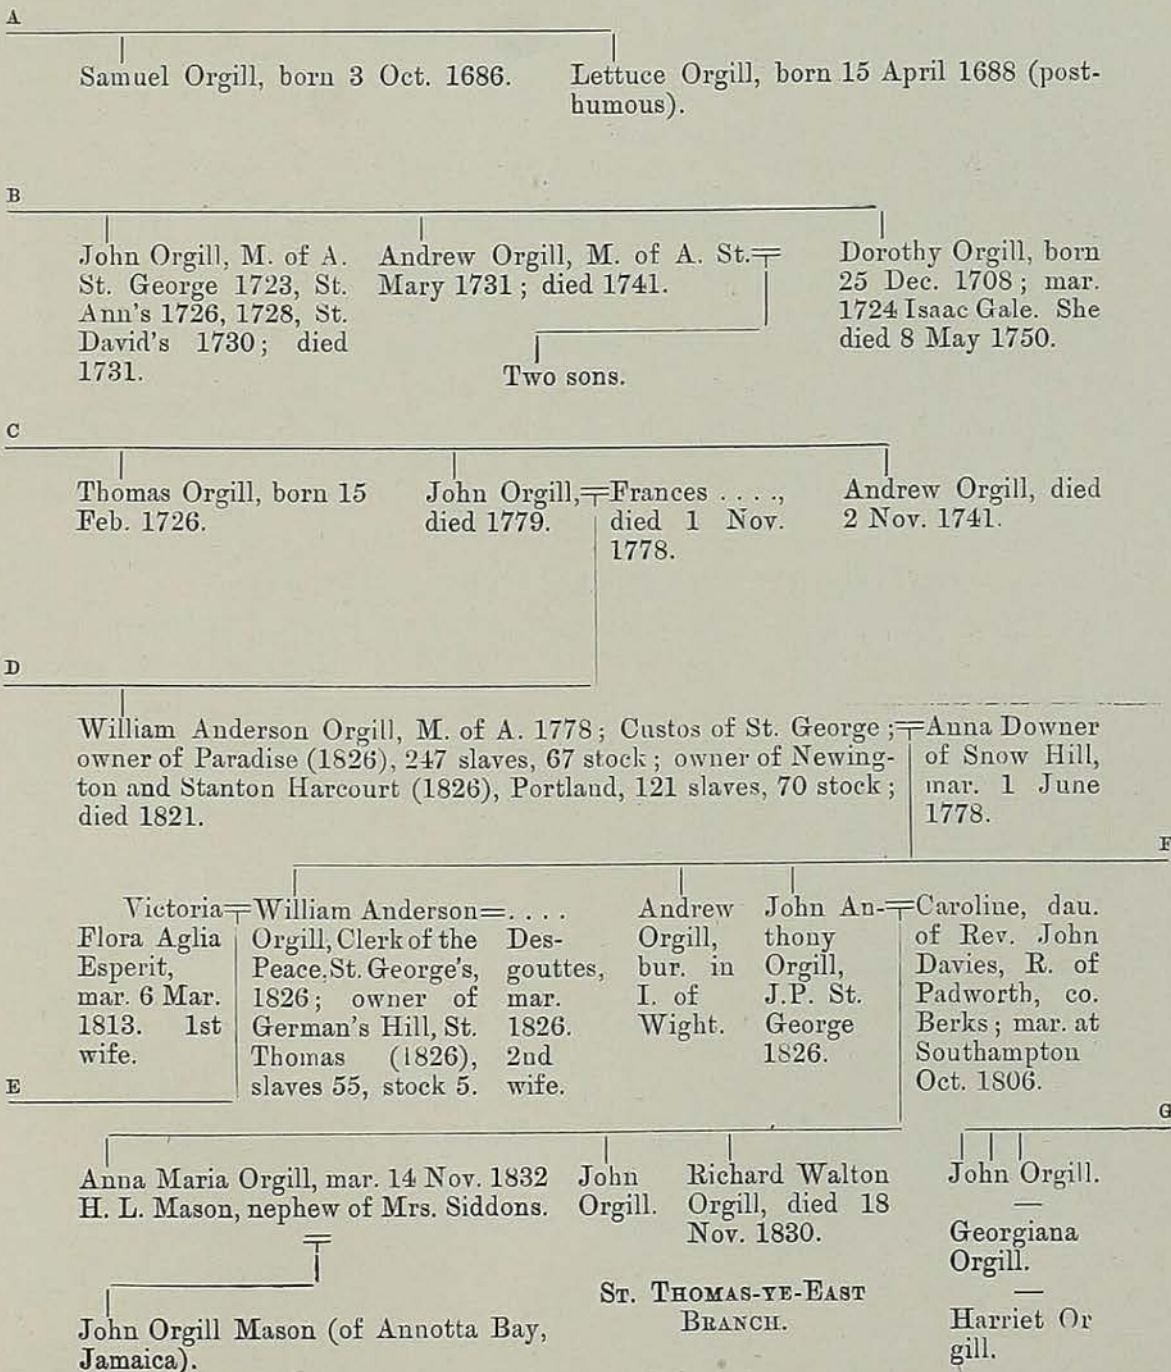 A
Samuel Orgill, born 3 Oct. 1686.
Lettuce Orgill, born 15 April 1688 (post-
humous).
B
John Orgill, M. of A.
St. George 1723, St.
Ann's 1726, 1728, St.
David's 1730; died
1731.
Andrew Orgill, M. of A. St.
Mary 1731; died 1741.
Two sons.
Dorothy Orgill, born
25 Dec. 1708; mar.
1724 Isaac Gale. She
died 8 May 1750.
C
Thomas Orgill, born 15
Feb. 1726.
John Orgill,
died 1779.
Frances . . . .,
died 1 Nov.
1778.
Andrew Orgill, died
2 Nov. 1741.
D
William Anderson Orgill, M. of A. 1778; Custos of St. George;
owner of Paradise (1826), 247 slaves, 67 stock; owner of Newing-
ton and Stanton Harcourt (1826), Portland, 121 slaves, 70 stock;
died 1821.
Anna Downer
of Snow Hill,
mar. 1 June
1778.
F
Victoria
Flora Aglia
Esperit,
mar. 6 Mar.
1813. 1st
wife.
William Anderson
Orgill, Clerk of the
Peace, St. George's,
1826; owner of
German's Hill, St.
Thomas (1826),
slaves 55, stock 5.
. . . .
Des-
gouttes,
mar.
1826.
2nd
wife.
Andrew
Orgill,
bur. in
I. of
Wight.
John An-
thony
Orgill,
J.P. St.
George
1826.
Caroline, dau.
of Rev. John
Davies, R. of
Padworth, co.
Berks; mar. at
Southampton
Oct. 1806.
E
G
Anna Maria Orgill, mar. 14 Nov. 1832
H. L. Mason, nephew of Mrs. Siddons.
John
Orgill.
Richard Walton
Orgill, died 18
Nov. 1830.
John Orgill.
—
Georgiana
Orgill.
—
Harriet Or
gill.
John Orgill Mason (of Annotta Bay,
Jamaica).
ST. THOMAS-YE-EAST
BRANCH.